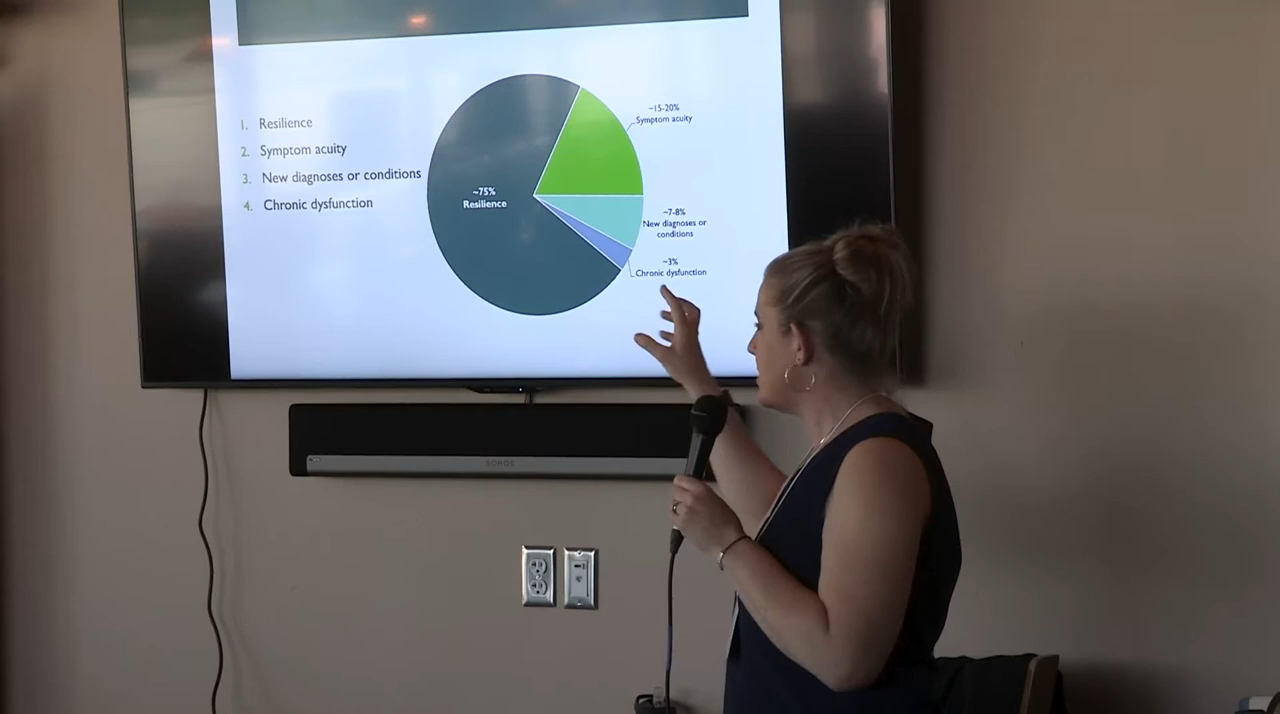 1. Resilience
2. Symptom acuity
3. New diagnoses or conditions
4. Chronic dysfunction
~75%
Resilience
~15-20%
Symptom acuity
~7-8%
New diagnoses or
conditions
~3%
Chronic dysfunction
SONOS